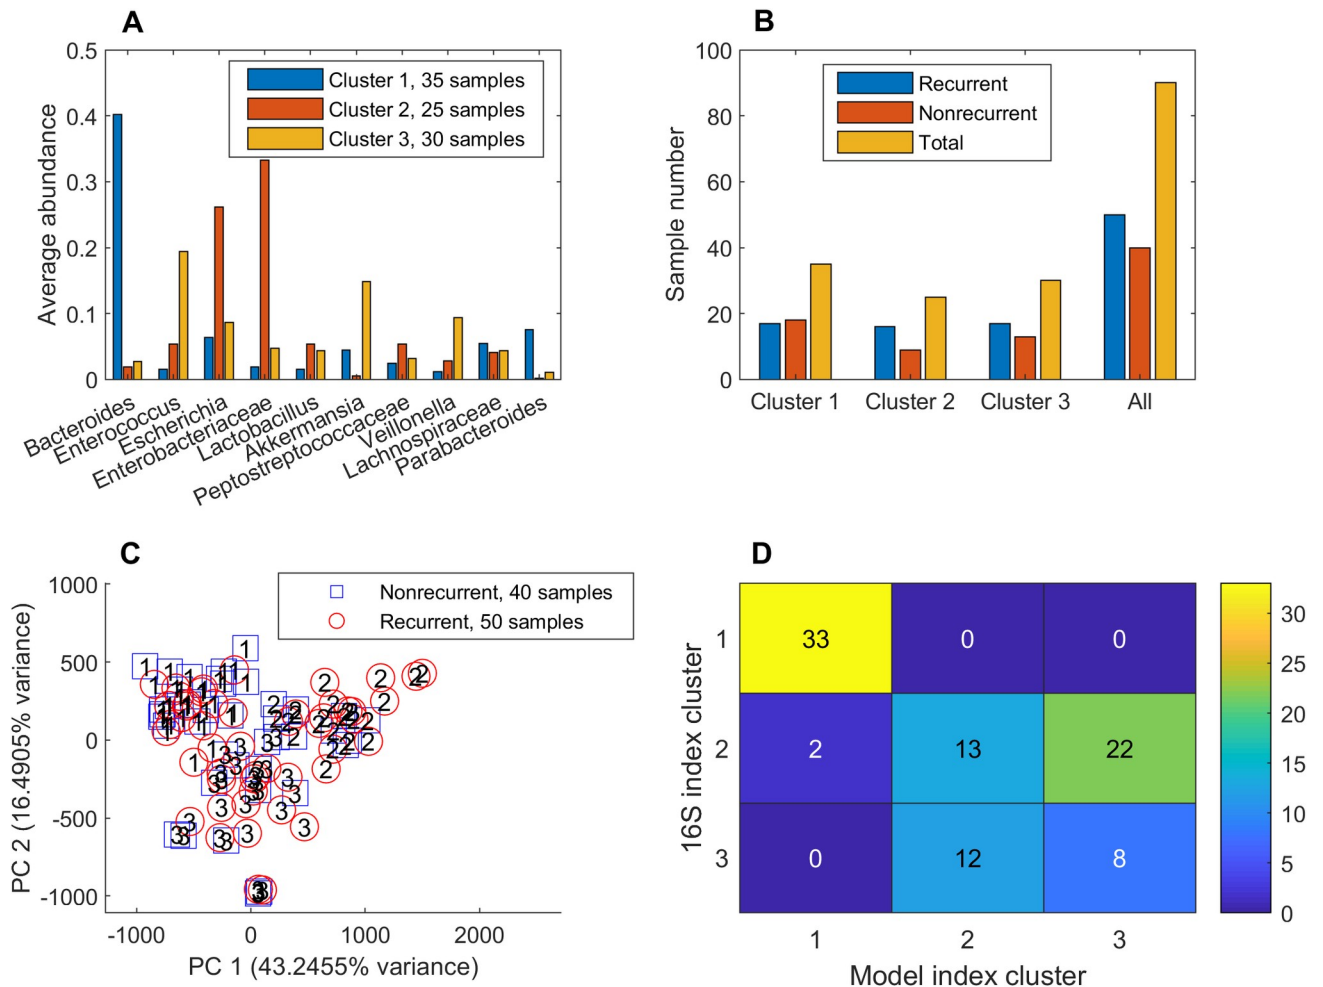 A
0.5
0.4
0.3
0.2
0.1
0
Average abundance
Cluster 1, 35 samples
Cluster 2, 25 samples
Cluster 3, 30 samples
Bacteroides
Enterococcus
Escherichia
Enterobacteriaceae
Lactobacillus
Akkermansia
Peptostreptococcaceae
Veillonella
Lachnospiraceae
Parabacteroides
B
100
80
60
40
20
0
Sample number
Recurrent
Nonrecurrent
Total
Cluster 1
Cluster 2
Cluster 3
All
C
1000
500
0
-500
-1000
PC 2 (16.4905% variance)
Nonrecurrent, 40 samples
Recurrent, 50 samples
-1000
0
1000
2000
PC 1 (43.2455% variance)
D
16S index cluster
1
33
0
0
2
2
13
22
3
0
12
8
1
2
3
Model index cluster
30
25
20
15
10
5
0